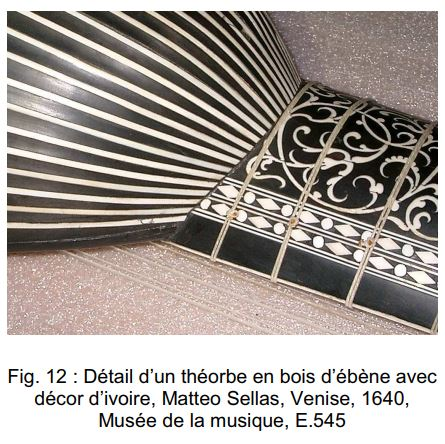 Fig. 12 : Détail d’un théorbe en bois d’ébène avec
décor d’ivoire, Matteo Sellas, Venise, 1640,
Musée de la musique, E.545